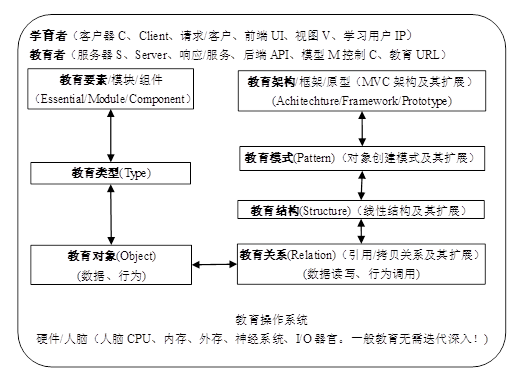 学育者（客户器 C、Client、请求/客户、前端 UI、视图 V、学习用户 IP）
教育者（服务器 S、Server、响应/服务、后端 API、模型 M 控制 C、教育 URL）
教育要素/模块/组件
（Essential/Module/Component）
教育架构/框架/原型（MVC 架构及其扩展）
(Achitechture/Framework/Prototype)
教育模式(Pattern)（对象创建模式及其扩展）
教育类型(Type)
教育结构(Structure)（线性结构及其扩展）
教育对象(Object)
(数据、行为)
教育关系(Relation)（引用/拷贝关系及其扩展）
(数据读写、行为调用)
教育操作系统
硬件/人脑（人脑 CPU、内存、外存、神经系统、I/O 器官。一般教育无需迭代深入！）